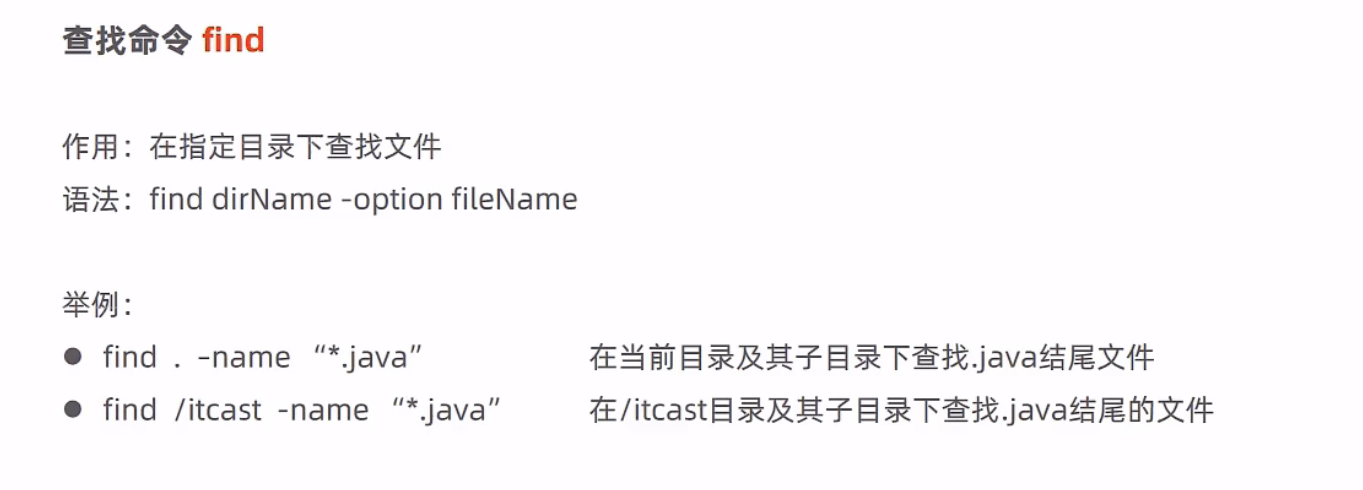 查找命令 find
作用：在指定目录下查找文件
语法：find dirName -option fileName
举例：
● find . –name “*.java” 在当前目录及其子目录下查找.java结尾文件
● find /itcast -name “*.java” 在/itcast目录及其子目录下查找.java结尾的文件